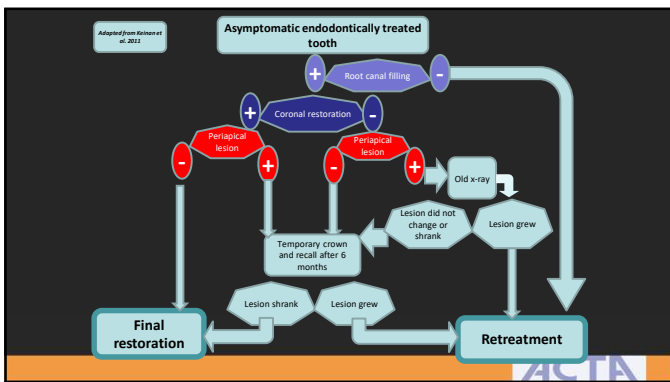 Adapted from Keinan et
al. 2011
Asymptomatic endodontically treated
tooth
+
Root canal filling
-
+
Coronal restoration
-
Periapical
lesion
-
+
Periapical
lesion
-
+
Old x-ray
Lesion did not
change or
shrank
Lesion grew
Temporary crown
and recall after 6
months
Lesion shrank
Lesion grew
Final
restoration
Retreatment
ACTA